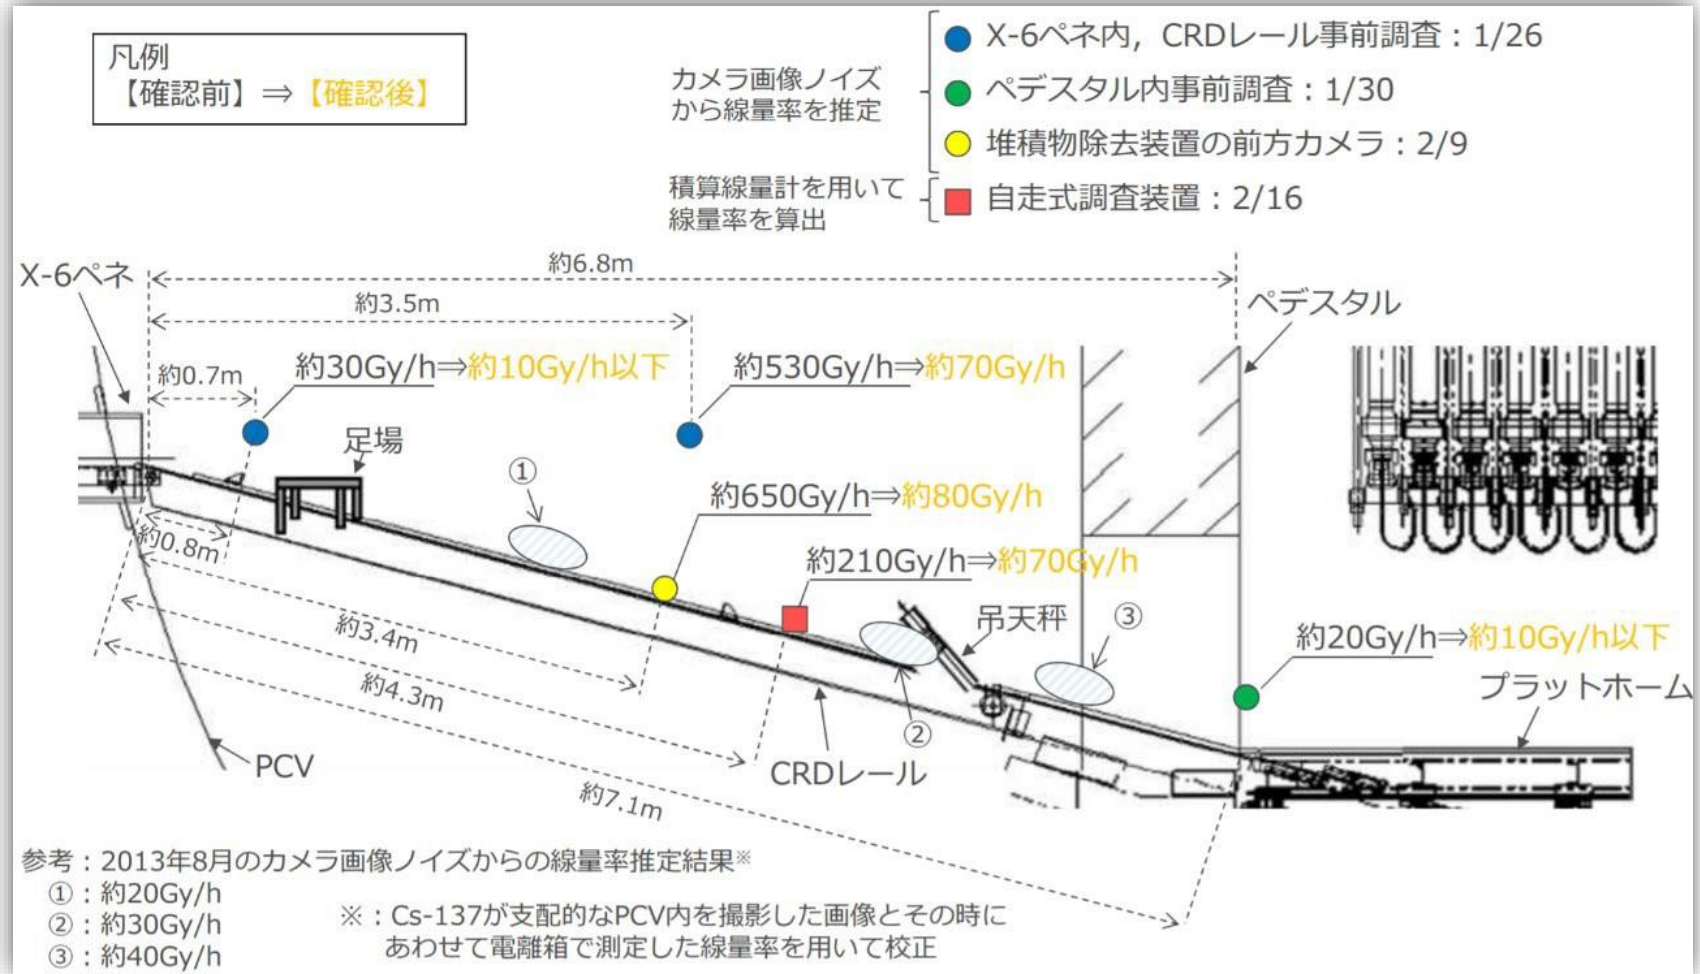 凡例
【確認前】⇒【確認後】
カメラ画像ノイズ
から線量率を推定
X-6ペネ内，CRDレール事前調査：1/26
ペデスタル内事前調査：1/30
堆積物除去装置の前方カメラ：2/9
積算線量計を用いて
線量率を算出
自走式調査装置：2/16
X-6ペネ
約6.8m
約3.5m
約0.7m
ペデスタル
約30Gy/h⇒約10Gy/h以下
約530Gy/h⇒約70Gy/h
足場
①
約650Gy/h⇒約80Gy/h
約0.8m
約210Gy/h⇒約70Gy/h
吊天秤
③
約3.4m
約20Gy/h⇒約10Gy/h以下
約4.3m
プラットホーム
②
PCV
CRDレール
約7.1m
参考：2013年8月のカメラ画像ノイズからの線量率推定結果※
①：約20Gy/h
②：約30Gy/h
③：約40Gy/h
※：Cs-137が支配的なPCV内を撮影した画像とその時に
あわせて電離箱で測定した線量率を用いて校正